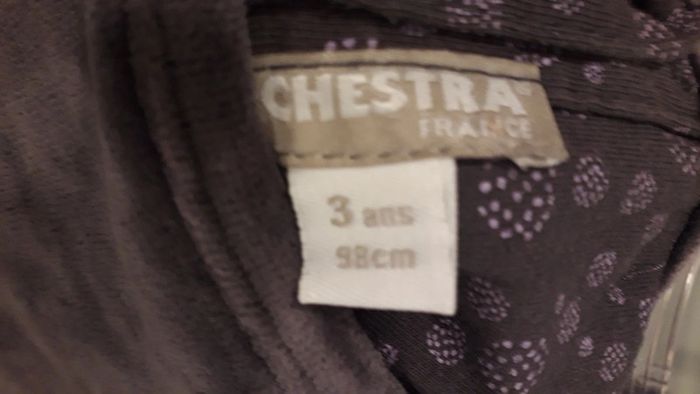 CHESTRA
FRANCE
3 ans
98cm